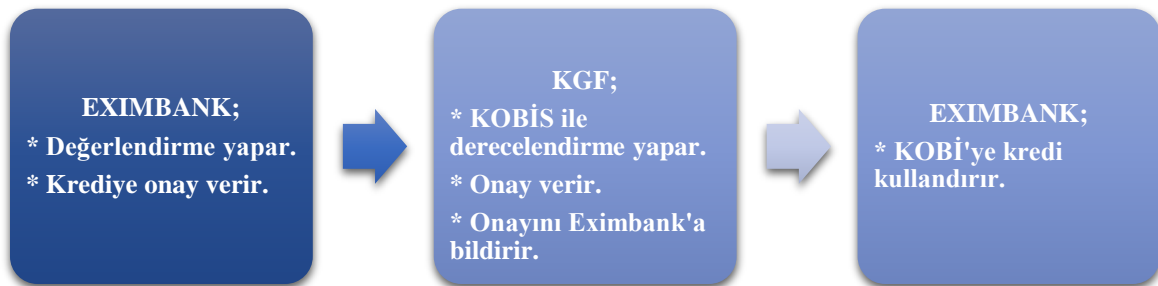 EXIMBANK;
* Değerlendirme yapar.
* Krediye onay verir.
KGF;
* KOBİS ile
derecelendirme yapar.
* Onay verir.
* Onayını Eximbank'a
bildirir.
EXIMBANK;
* KOBİ'ye kredi
kullandırır.